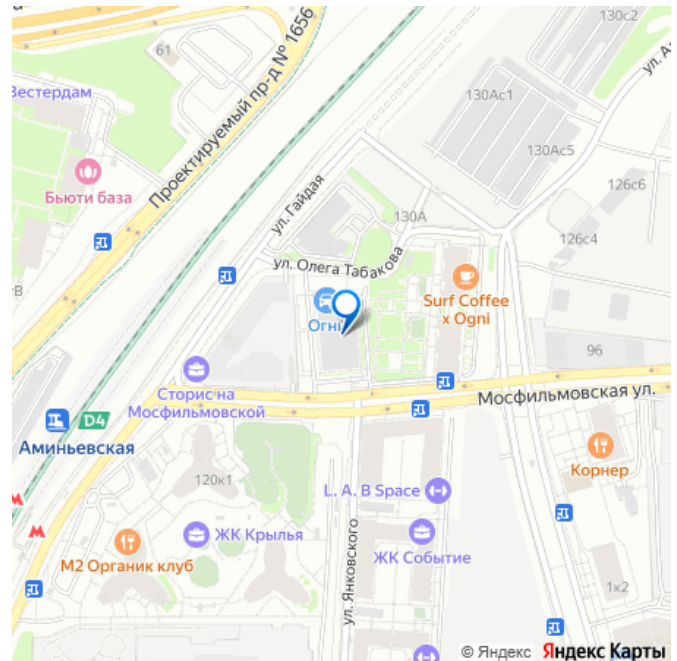 130с2
61
Проектируемый пр-д № 1656
Вестердам
ул. А
130Ас1
130Ас5
Бьюти база
ул. Гайдая
126с6
130А
126с4
ул. Олега Табакова
Surf Coffee
x Ogni
Огни
96
Сторис на
Мосфильмовской
Мосфильмовская ул.
D4
Аминьевская
Корнер
120к1
L. A. B Space
М
М
ЖК Крылья
ЖК Событие
М2 Органик клуб
ул. Янковского
1к2
© Яндекс Яндекс Карты